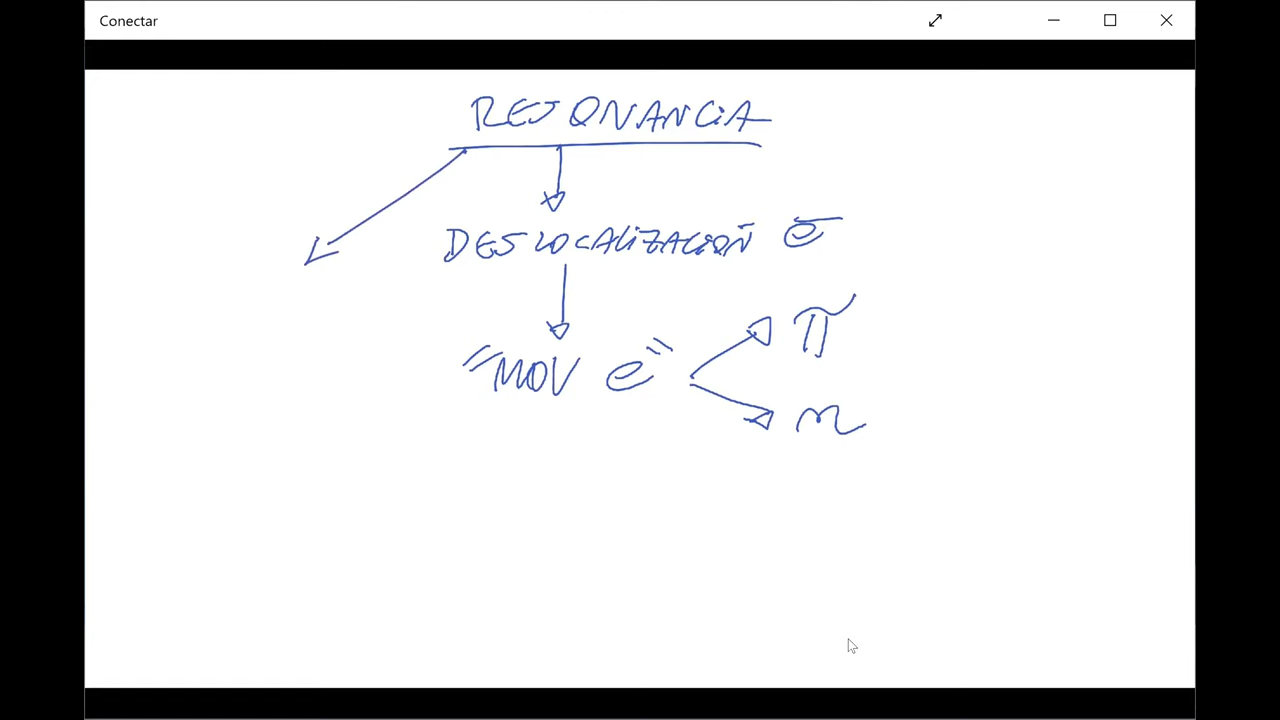 Conectar
RESONANCIA
DESLOCALIZACIÓN e⁻
"MOV e"
π
n